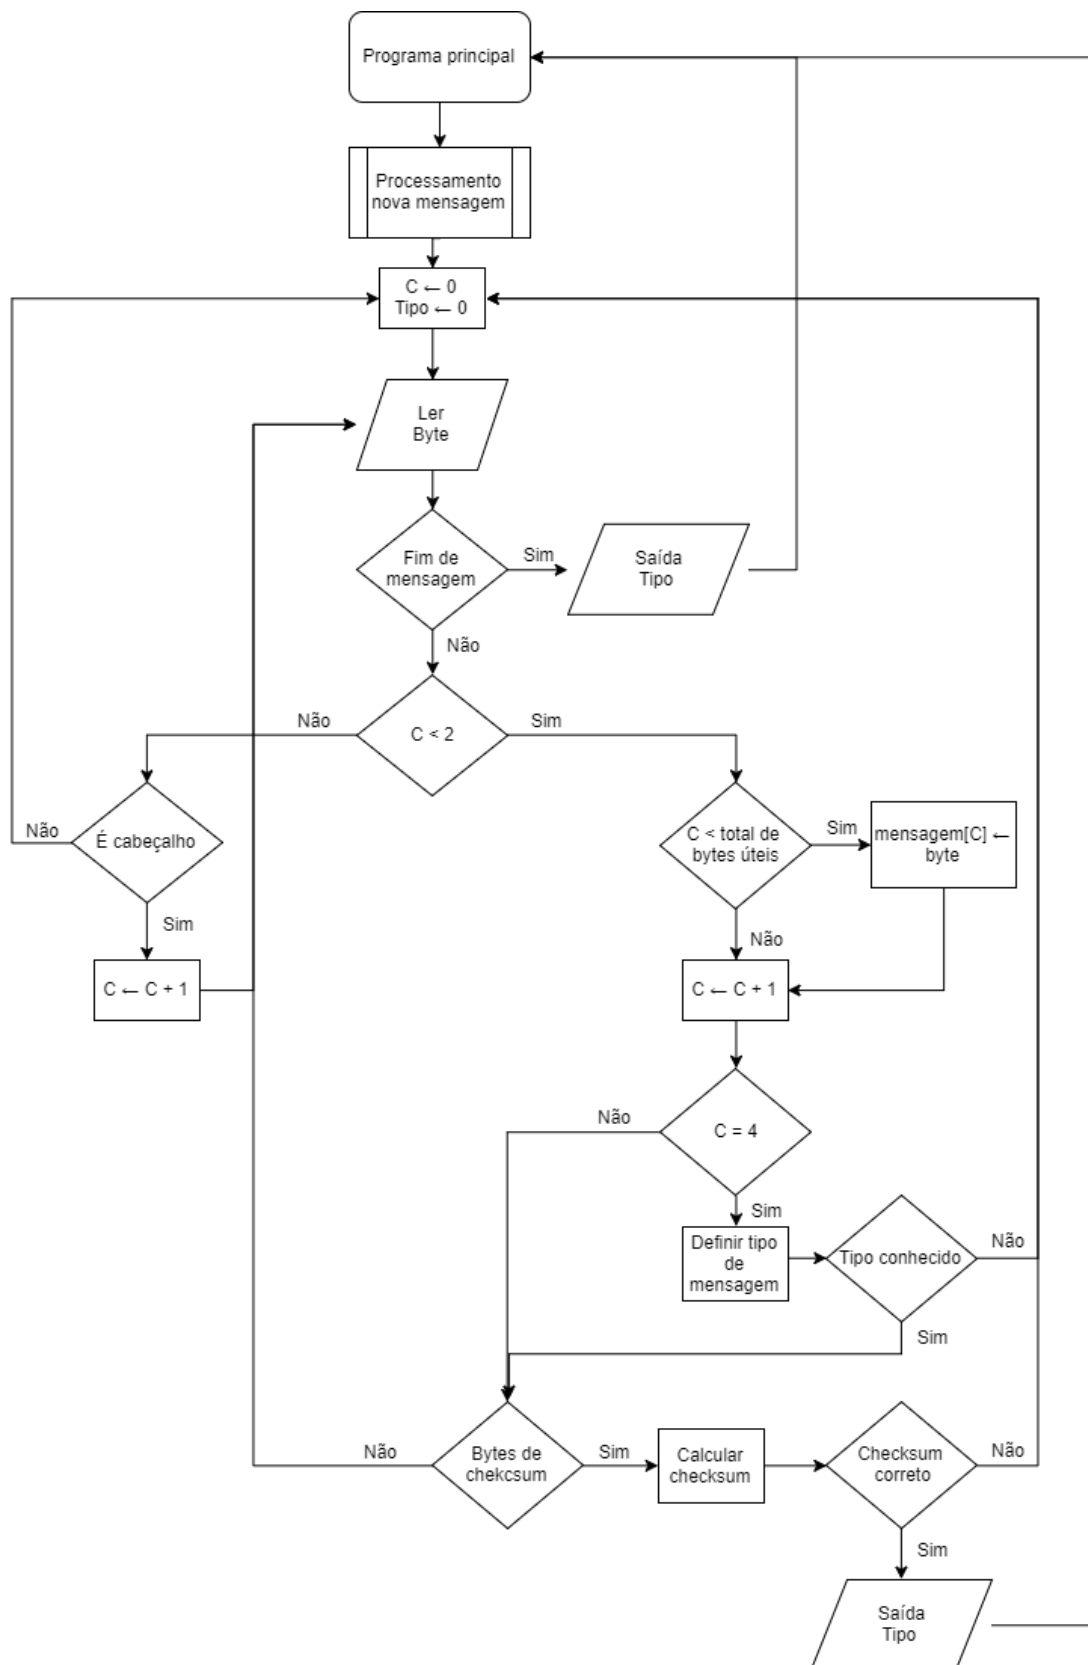 Programa principal
Processamento
nova mensagem
C ← 0
Tipo ← 0
Ler
Byte
Fim de
mensagem
Sim
Saída
Tipo
Não
Não
C < 2
Sim
Não
É cabeçalho
C < total de
bytes úteis
Sim
mensagem[C] ←
byte
Sim
Não
C ← C + 1
C ← C + 1
Não
C = 4
Sim
Definir tipo
de
mensagem
Tipo conhecido
Não
Sim
Não
Bytes de
chekcsum
Sim
Calcular
checksum
Checksum
correto
Não
Sim
Saída
Tipo